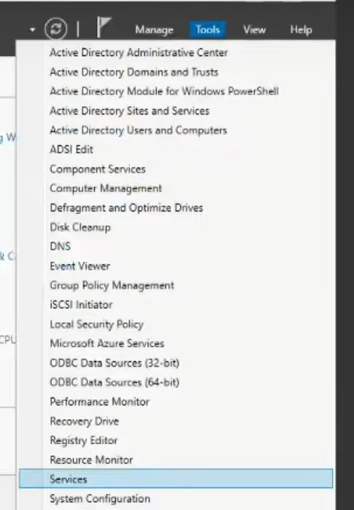 Manage Tools View Help
Active Directory Administrative Center
Active Directory Domains and Trusts
Active Directory Module for Windows PowerShell
Active Directory Sites and Services
Active Directory Users and Computers
ADSI Edit
Component Services
Computer Management
Defragment and Optimize Drives
Disk Cleanup
DNS
Event Viewer
Group Policy Management
iSCSI Initiator
Local Security Policy
Microsoft Azure Services
ODBC Data Sources (32-bit)
ODBC Data Sources (64-bit)
Performance Monitor
Recovery Drive
Registry Editor
Resource Monitor
Services
System Configuration